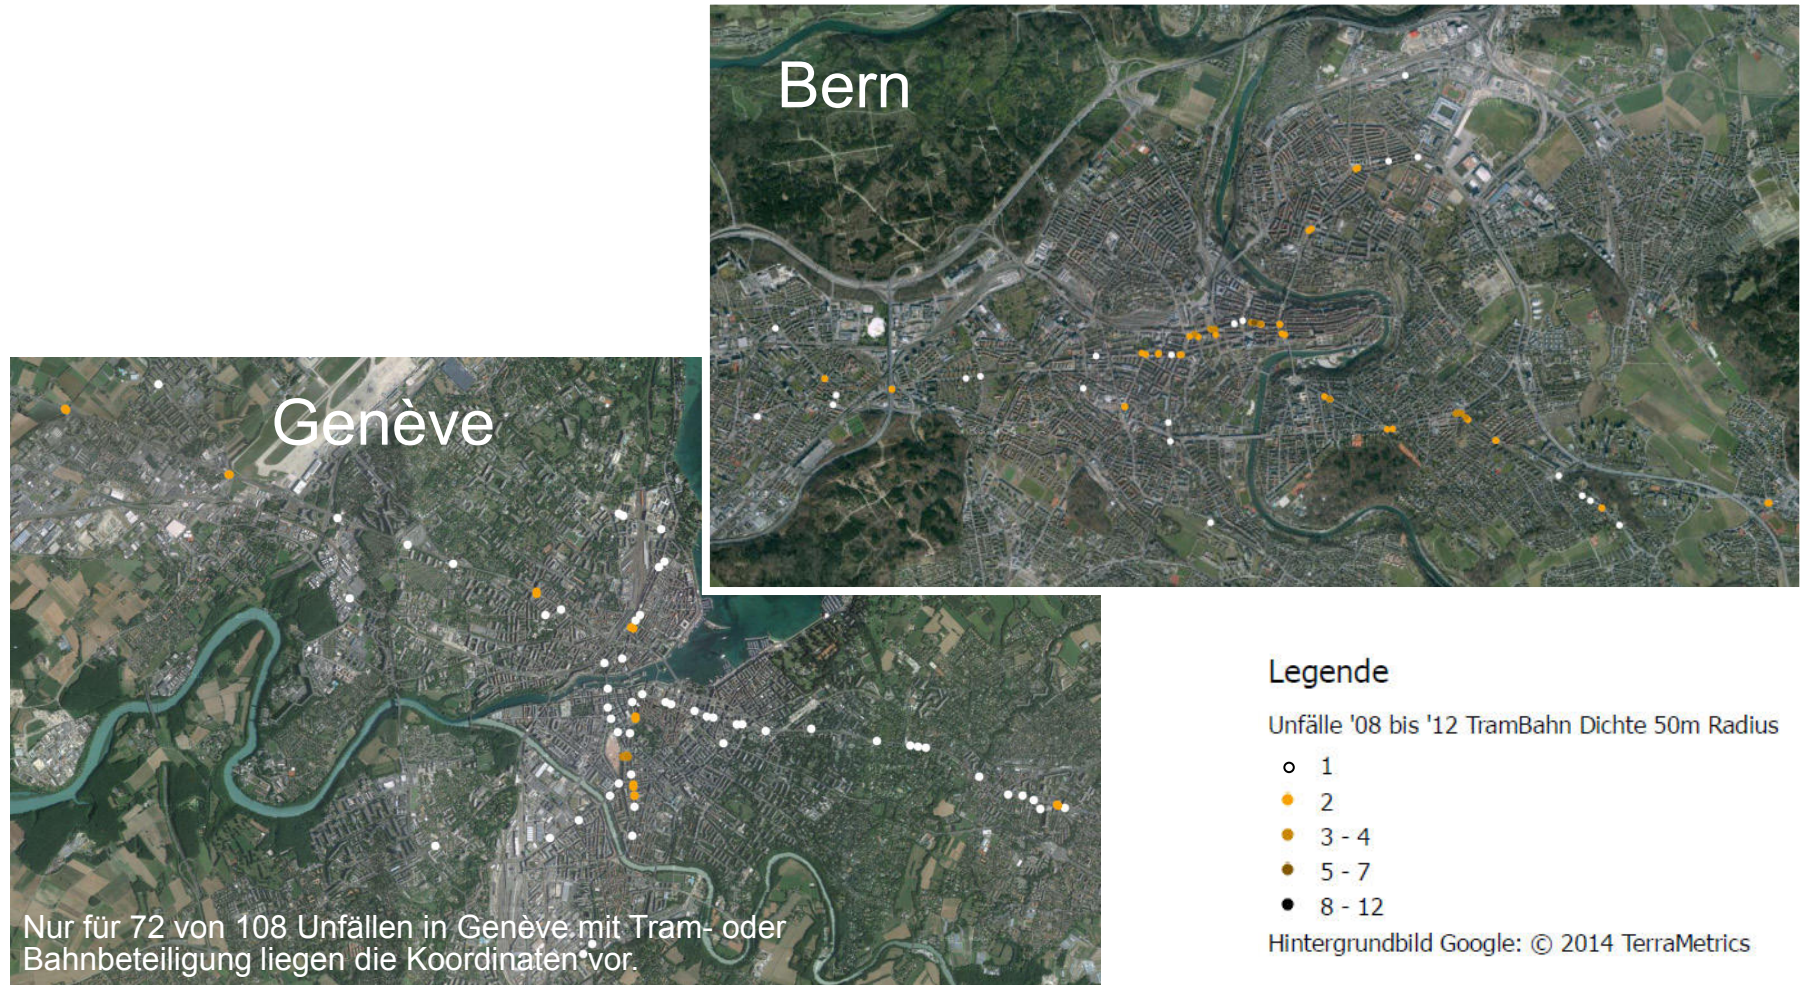 Bern
Genève
Nur für 72 von 108 Unfällen in Genève mit Tram- oder
Bahnbeteiligung liegen die Koordinaten vor.
Legende
Unfälle '08 bis '12 TramBahn Dichte 50m Radius
1
2
3 - 4
5 - 7
8 - 12
Hintergrundbild Google: © 2014 TerraMetrics